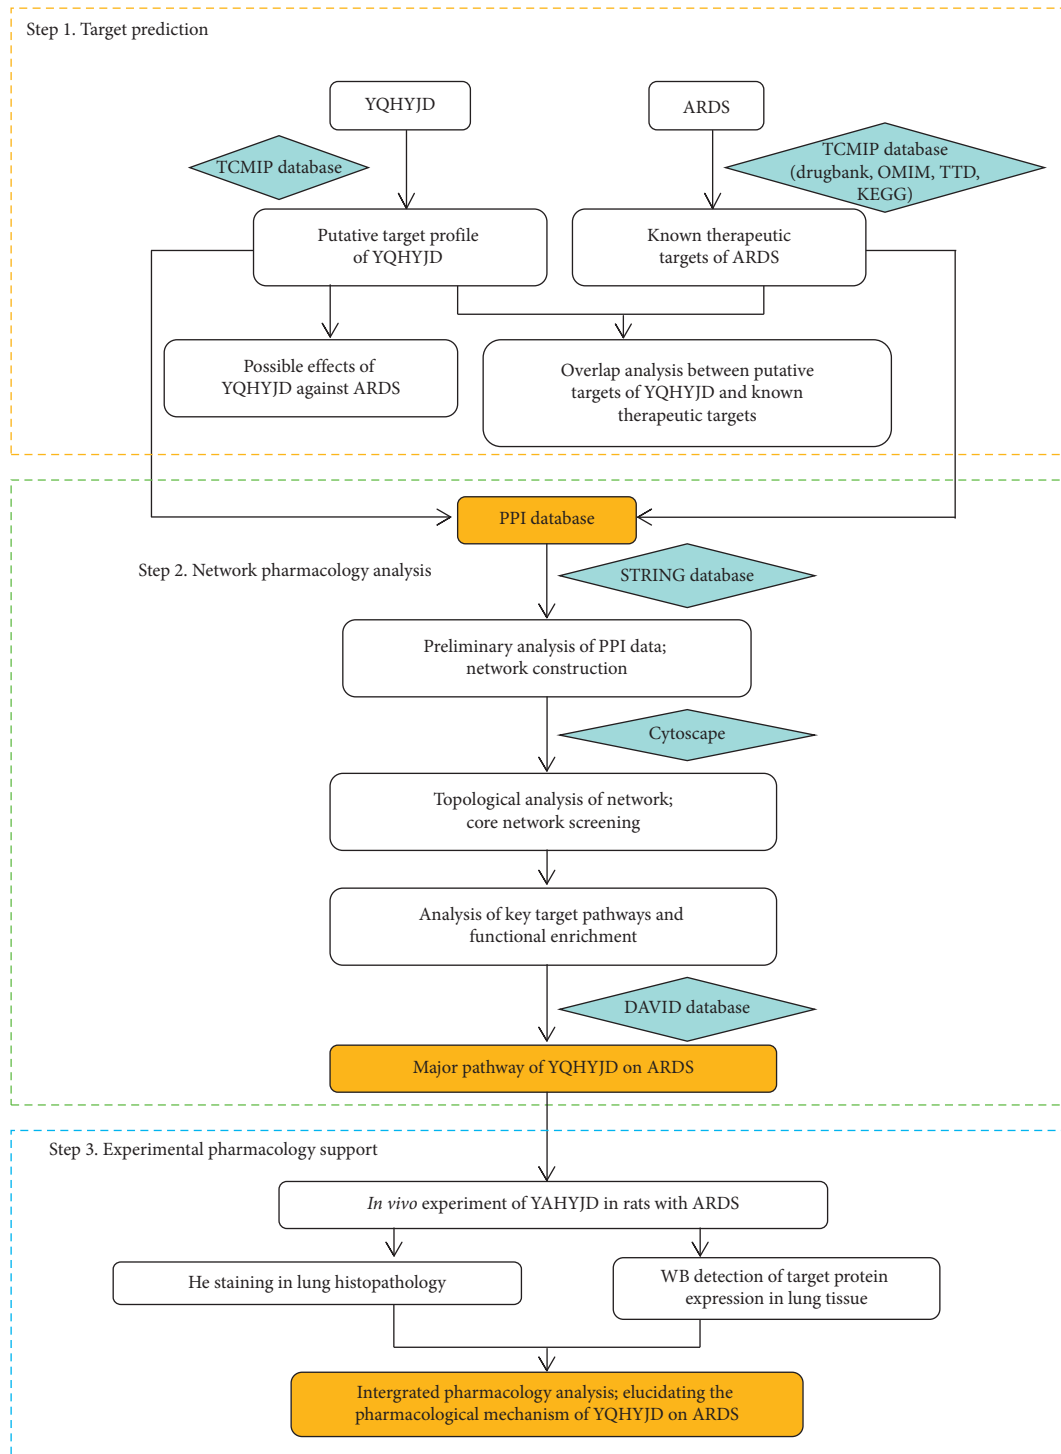 Step 1. Target prediction
YQHYJD
ARDS
TCMIP database
TCMIP database
(drugbank, OMIM, TTD,
KEGG)
Putative target profile
of YQHYJD
Known therapeutic
targets of ARDS
Possible effects of
YQHYJD against ARDS
Overlap analysis between putative
targets of YQHYJD and known
therapeutic targets
PPI database
Step 2. Network pharmacology analysis
STRING database
Preliminary analysis of PPI data;
network construction
Cytoscape
Topological analysis of network;
core network screening
Analysis of key target pathways and
functional enrichment
DAVID database
Major pathway of YQHYJD on ARDS
Step 3. Experimental pharmacology support
In vivo experiment of YAHYJD in rats with ARDS
He staining in lung histopathology
WB detection of target protein
expression in lung tissue
Intergrated pharmacology analysis; elucidating the
pharmacological mechanism of YQHYJD on ARDS